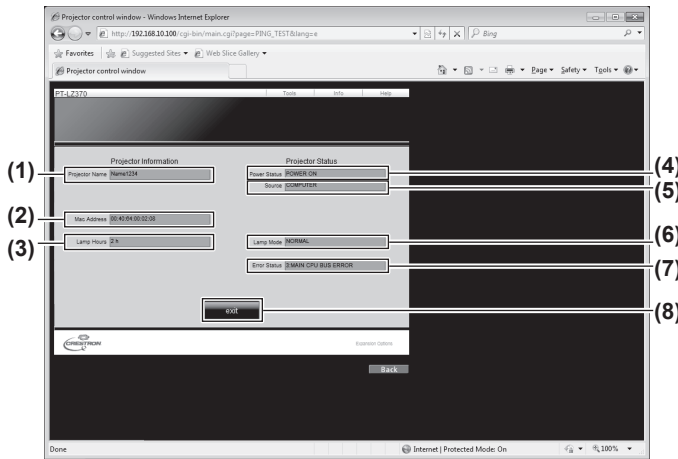 Projector control window - Windows Internet Explorer
http://192.168.10.100/cgi-bin/main.cgi?page=PING_TEST&lang=e
Bing
Favorites Suggested Sites Web Slice Gallery
Projector control window
Page Safety Tools
PT-LZ370 Tools Info Help
Projector Information Projector Status
(1) Projector Name Name1234 Power Status POWER ON (4)
Source COMPUTER (5)
(2) Mac Address 00:40:84:00:02:08
(3) Lamp Hours 2 h Lamp Mode NORMAL (6)
Error Status 3:MAIN CPU BUS ERROR (7)
exit (8)
CRESTRON Expansion Options
Back
Done Internet | Protected Mode: On 100%